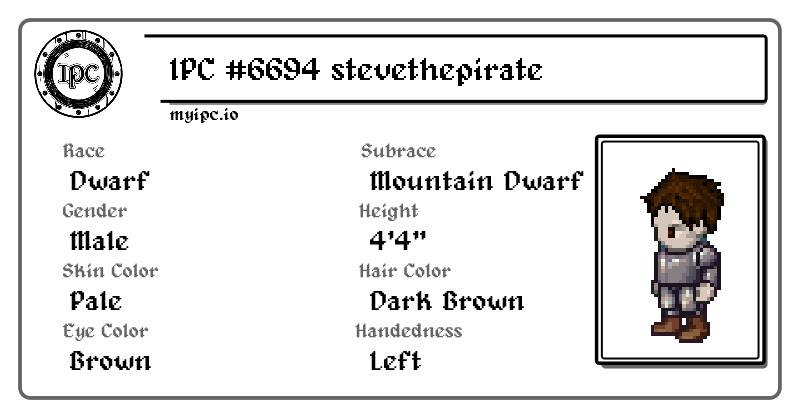 IPC
IPC #6694 stevethepirate
myipc.io
Race
Dwarf
Subrace
Mountain Dwarf
Gender
Male
Height
4'4"
Skin Color
Pale
Hair Color
Dark Brown
Eye Color
Brown
Handedness
Left